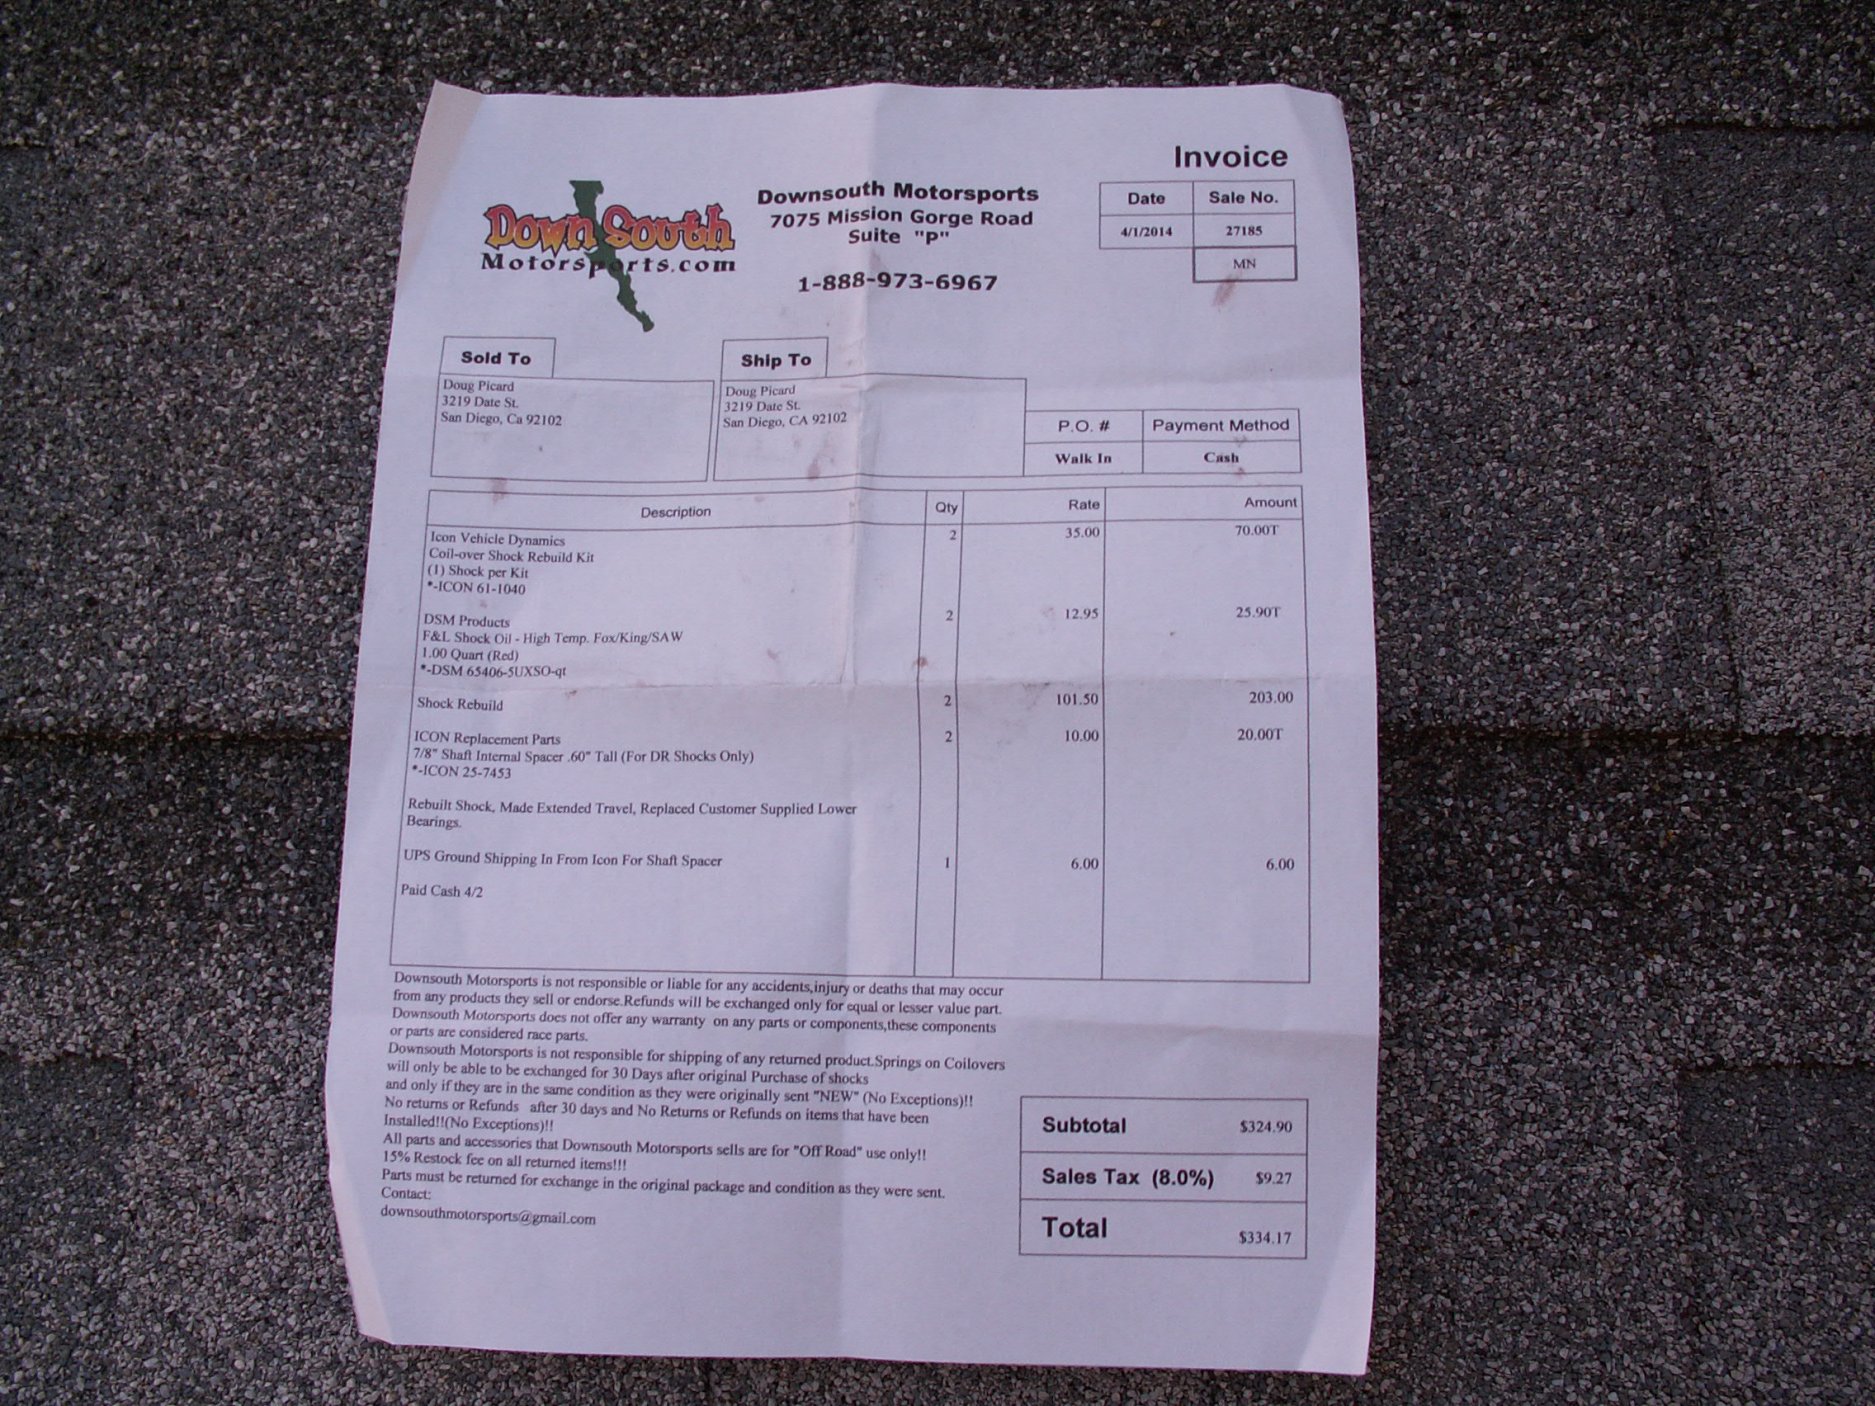 Invoice
Down South
Motorsports.com
Downsouth Motorsports
7075 Mission Gorge Road
Suite "P"
1-888-973-6967
Date Sale No.
4/1/2014 27185
MN
Sold To
Doug Picard
3219 Date St.
San Diego, Ca 92102
Ship To
Doug Picard
3219 Date St.
San Diego, CA 92102
P.O. # Payment Method
Walk In Cash
Description Qty Rate Amount
Icon Vehicle Dynamics 2 35.00 70.00T
Coil-over Shock Rebuild Kit
(1) Shock per Kit
*-ICON 61-1040
DSM Products 2 12.95 25.90T
F&L Shock Oil - High Temp. Fox/King/SAW
1.00 Quart (Red)
*-DSM 65406-5UXSO-qt
Shock Rebuild 2 101.50 203.00
ICON Replacement Parts 2 10.00 20.00T
7/8" Shaft Internal Spacer .60" Tall (For DR Shocks Only)
*-ICON 25-7453
Rebuilt Shock, Made Extended Travel, Replaced Customer Supplied Lower
Bearings.
UPS Ground Shipping In From Icon For Shaft Spacer 1 6.00 6.00
Paid Cash 4/2
Downsouth Motorsports is not responsible or liable for any accidents,injury or deaths that may occur
from any products they sell or endorse.Refunds will be exchanged only for equal or lesser value part.
Downsouth Motorsports does not offer any warranty on any parts or components,these components
or parts are considered race parts.
Downsouth Motorsports is not responsible for shipping of any returned product.Springs on Coilovers
will only be able to be exchanged for 30 Days after original Purchase of shocks
and only if they are in the same condition as they were originally sent "NEW" (No Exceptions)!!
No returns or Refunds after 30 days and No Returns or Refunds on items that have been
Installed!!(No Exceptions)!!
All parts and accessories that Downsouth Motorsports sells are for "Off Road" use only!!
15% Restock fee on all returned items!!!
Parts must be returned for exchange in the original package and condition as they were sent.
Contact:
downsouthmotorsports@gmail.com
Subtotal $324.90
Sales Tax (8.0%) $9.27
Total $334.17